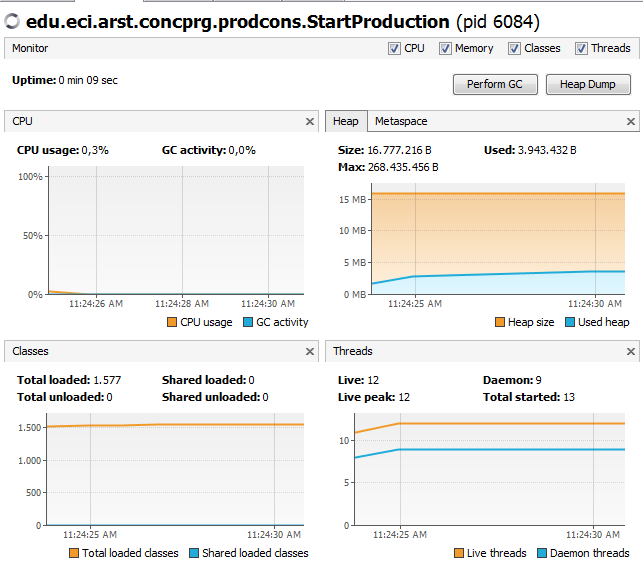 edu.eci.arst.concprg.prodcons.StartProduction (pid 6084)
Monitor
CPU Memory Classes Threads
Uptime: 0 min 09 sec
Perform GC Heap Dump
CPU
CPU usage: 0,3% GC activity: 0,0%
100%
50%
0%
11:24:26 AM 11:24:28 AM 11:24:30 AM
CPU usage GC activity
Heap Metaspace
Size: 16.777.216 B Used: 3.943.432 B
Max: 268.435.456 B
15 MB
10 MB
5 MB
0 MB
11:24:25 AM 11:24:30 AM
Heap size Used heap
Classes
Total loaded: 1.577 Shared loaded: 0
Total unloaded: 0 Shared unloaded: 0
1.500
1.000
500
0
11:24:25 AM 11:24:30 AM
Total loaded classes Shared loaded classes
Threads
Live: 12 Daemon: 9
Live peak: 12 Total started: 13
10
5
0
11:24:25 AM 11:24:30 AM
Live threads Daemon threads